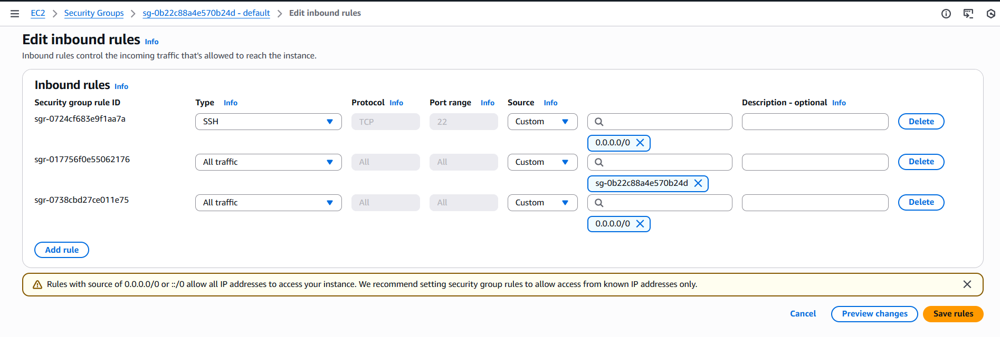 EC2 > Security Groups > sg-0b22c88a4e570b24d - default > Edit inbound rules
Edit inbound rules Info
Inbound rules control the incoming traffic that's allowed to reach the instance.
Inbound rules Info
Security group rule ID Type Info Protocol Info Port range Info Source Info Description - optional Info
sgr-0724cf683e9f1aa7a SSH TCP 22 Custom Delete
0.0.0.0/0
sgr-017756f0e55062176 All traffic All All Custom Delete
sg-0b22c88a4e570b24d
sgr-0738cbd27ce011e75 All traffic All All Custom Delete
0.0.0.0/0
Add rule
Rules with source of 0.0.0.0/0 or ::/0 allow all IP addresses to access your instance. We recommend setting security group rules to allow access from known IP addresses only.
Cancel Preview changes Save rules